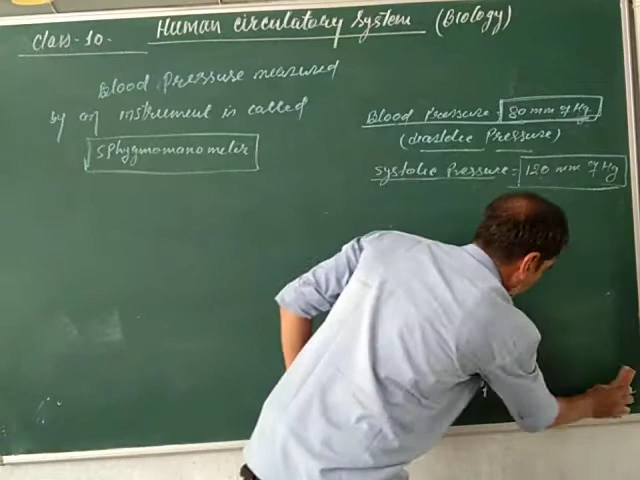 Class-10. Human circulatory System (Biology)
Blood Pressure measured
by an instrument is called
Sphygmomanometer
Blood Pressure = 80 mm of Hg
(diastolic Pressure)
Systolic Pressure = 120 mm of Hg